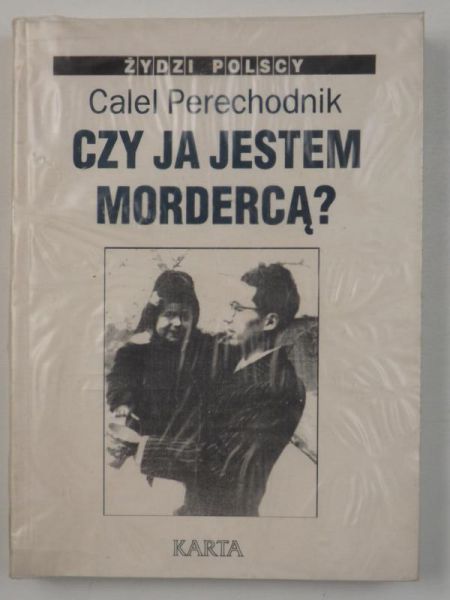 ŻYDZI POLSCY
Calel Perechodnik
CZY JA JESTEM
MORDERCĄ?
KARTA